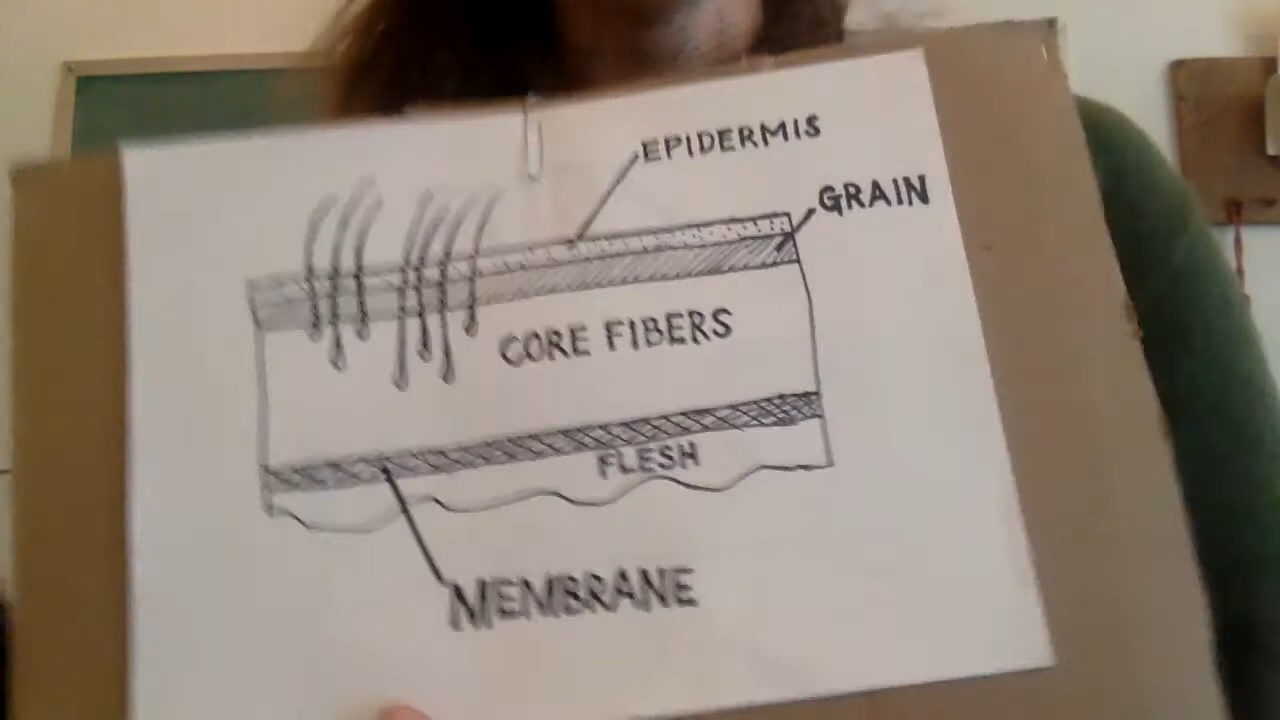 EPIDERMIS
GRAIN
CORE FIBERS
FLESH
MEMBRANE